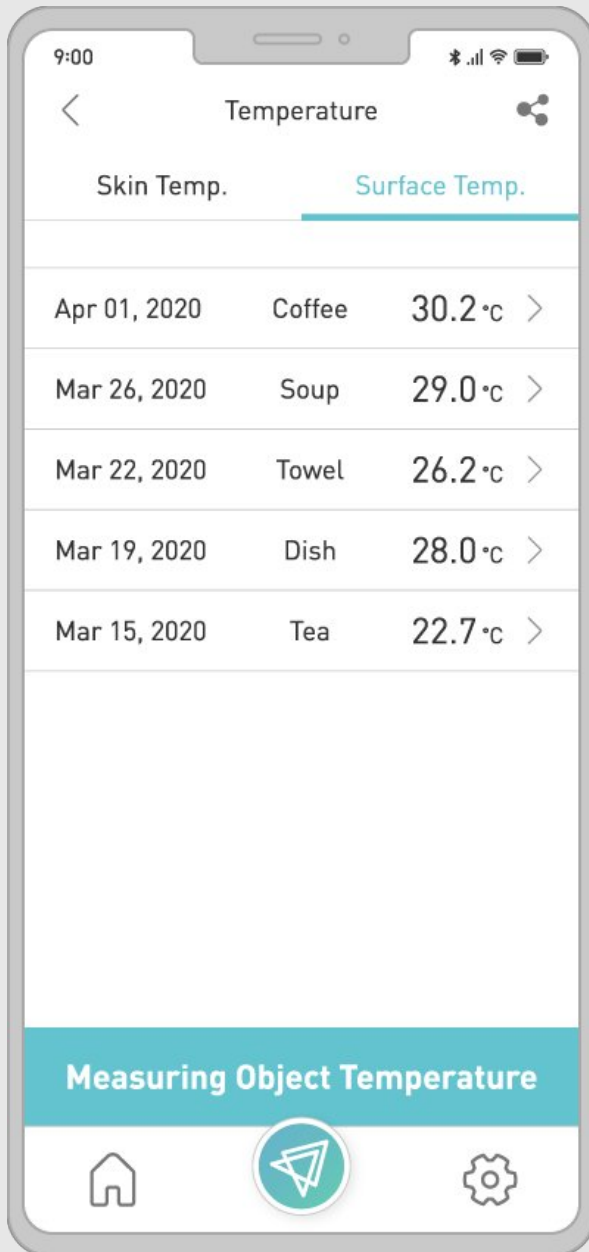 9:00
Temperature
Skin Temp. Surface Temp.
Apr 01, 2020 Coffee 30.2 °C
Mar 26, 2020 Soup 29.0 °C
Mar 22, 2020 Towel 26.2 °C
Mar 19, 2020 Dish 28.0 °C
Mar 15, 2020 Tea 22.7 °C
Measuring Object Temperature